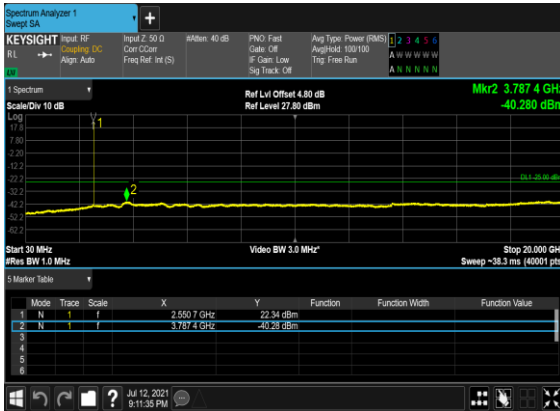 Spectrum Analyzer 1
Swept SA
+
KEYSIGHT Input: RF Input Z: 50 Ω #Atten: 40 dB PNO: Fast Avg Type: Power (RMS) 1 2 3 4 5 6
RL Coupling: DC Corr CCorr Gate: Off Avg|Hold: 100/100 A W W W W W
Align: Auto Freq Ref: Int (S) IF Gain: Low Trig: Free Run
Sig Track: Off A N N N N N
LXI
1 Spectrum
Scale/Div 10 dB
Ref Lvl Offset 4.80 dB
Ref Level 27.80 dBm
Mkr2 3.787 4 GHz
-40.280 dBm
Log
17.8
7.80
-2.20
-12.2
-22.2
-32.2
-42.2
-52.2
-62.2
1
2
DL1 -25.00 dBm
Start 30 MHz
#Res BW 1.0 MHz
Video BW 3.0 MHz*
Stop 20.000 GHz
Sweep ~38.3 ms (40001 pts)
5 Marker Table
Mode Trace Scale X Y Function Function Width Function Value
1 N 1 f 2.550 7 GHz 22.34 dBm
2 N 1 f 3.787 4 GHz -40.28 dBm
3
4
5
6
?
Jul 12, 2021
9:11:35 PM